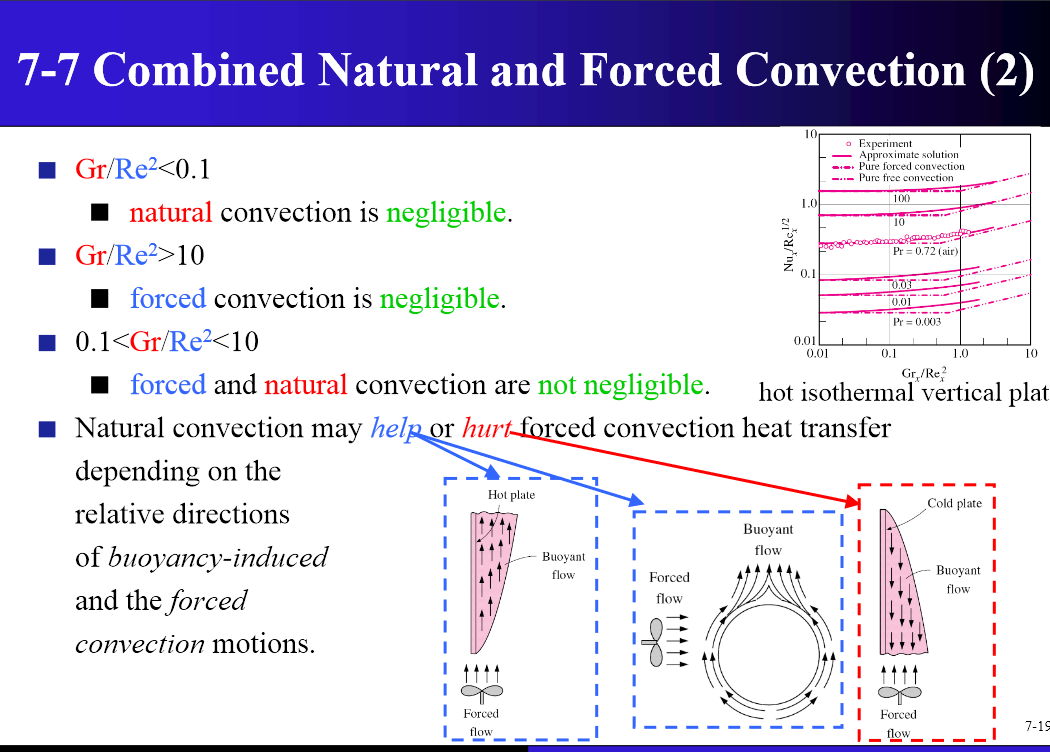 7-7 Combined Natural and Forced Convection (2)
Gr/Re²<0.1
natural convection is negligible.
Gr/Re²>10
forced convection is negligible.
0.1<Gr/Re²<10
forced and natural convection are not negligible.
Natural convection may help or hurt forced convection heat transfer
depending on the
relative directions
of buoyancy-induced
and the forced
convection motions.
10
Experiment
Approximate solution
Pure forced convection
Pure free convection
100
1.0
10
Nuₓ/Reₓ^1/2
Pr = 0.72 (air)
0.1
0.03
0.01
Pr = 0.003
0.01
0.01 0.1 1.0 10
Grₓ/Reₓ²
hot isothermal vertical plat
Hot plate
Buoyant
flow
Forced
flow
Buoyant
flow
Forced
flow
Cold plate
Buoyant
flow
Forced
flow
7-19